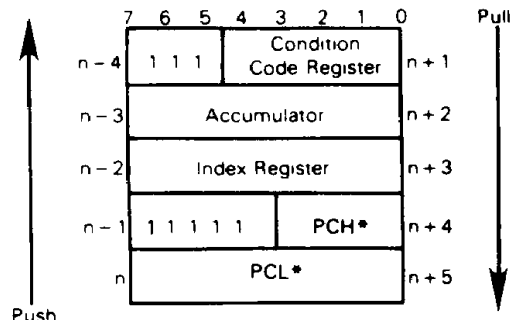 7 6 5 4 3 2 1 0 Pull
n-4 1 1 1 Condition Code Register n+1
n-3 Accumulator n+2
n-2 Index Register n+3
n-1 1 1 1 1 1 PCH* n+4
n PCL* n+5
Push